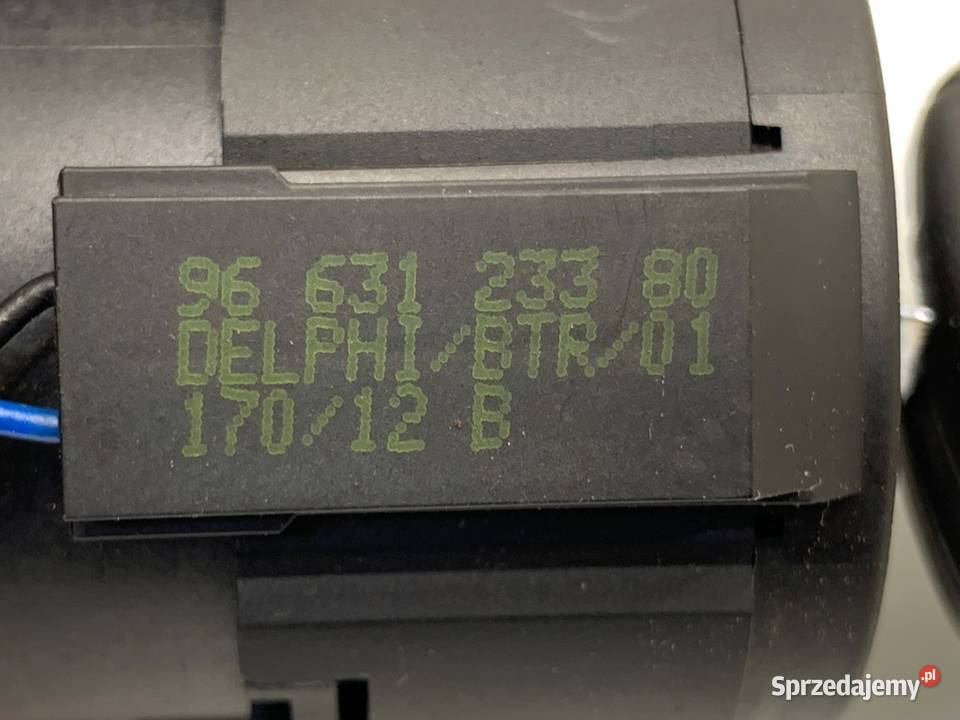 96 631 233 80
DELPHI/BTR/01
170/12 B
Sprzedajemy.pl